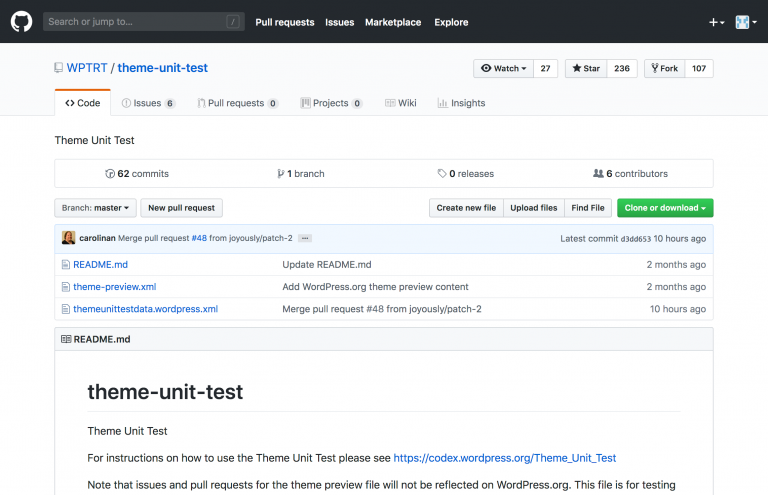 Search or jump to... /
Pull requests Issues Marketplace Explore
WPTRT / theme-unit-test
Watch 27 Star 236 Fork 107
Code Issues 6 Pull requests 0 Projects 0 Wiki Insights
Theme Unit Test
62 commits 1 branch 0 releases 6 contributors
Branch: master New pull request Create new file Upload files Find File Clone or download
carolinan Merge pull request #48 from joyously/patch-2 ... Latest commit d3dd653 10 hours ago
README.md Update README.md 2 months ago
theme-preview.xml Add WordPress.org theme preview content 2 months ago
themeunittestdata.wordpress.xml Merge pull request #48 from joyously/patch-2 10 hours ago
README.md
theme-unit-test
Theme Unit Test
For instructions on how to use the Theme Unit Test please see https://codex.wordpress.org/Theme_Unit_Test
Note that issues and pull requests for the theme preview file will not be reflected on WordPress.org. This file is for testing